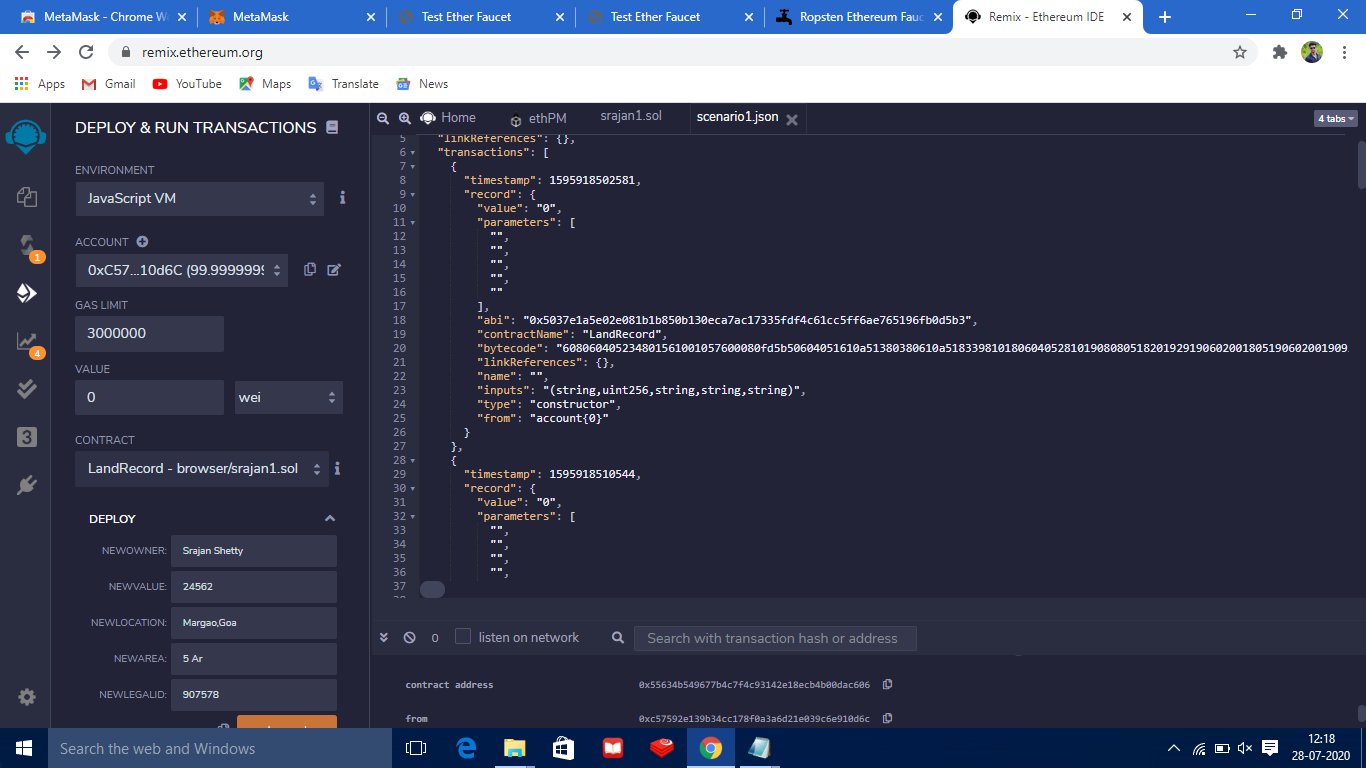 MetaMask - Chrome W
MetaMask
Test Ether Faucet
Test Ether Faucet
Ropsten Ethereum Fau
Remix - Ethereum IDE
remix.ethereum.org
Apps
Gmail
YouTube
Maps
Translate
News
DEPLOY & RUN TRANSACTIONS
ENVIRONMENT
JavaScript VM
ACCOUNT
0xC57...10d6C (99.9999999
GAS LIMIT
3000000
VALUE
0
wei
CONTRACT
LandRecord - browser/srajan1.sol
DEPLOY
NEWOWNER: Srajan Shetty
NEWVALUE: 24562
NEWLOCATION: Margao,Goa
NEWAREA: 5 Ar
NEWLEGALID: 907578
1
4
3
Home
ethPM
srajan1.sol
scenario1.json
4 tabs
5 "linkReferences": {},
6 "transactions": [
7 {
8 "timestamp": 1595918502581,
9 "record": {
10 "value": "0",
11 "parameters": [
12 "",
13 "",
14 "",
15 "",
16 ""
17 ],
18 "abi": "0x5037e1a5e02e081b1b850b130eca7ac17335fdf4c61cc5ff6ae765196fb0d5b3",
19 "contractName": "LandRecord",
20 "bytecode": "608060405234801561001057600080fd5b50604051610a51380380610a5183398101806040528101908080518201929190602001805190602001909
21 "linkReferences": {},
22 "name": "",
23 "inputs": "(string,uint256,string,string,string)",
24 "type": "constructor",
25 "from": "account{0}"
26 }
27 },
28 {
29 "timestamp": 1595918510544,
30 "record": {
31 "value": "0",
32 "parameters": [
33 "",
34 "",
35 "",
36 "",
37
0
listen on network
Search with transaction hash or address
contract address 0x55634b549677b4c7f4c93142e18ecb4b00dac606
from 0xc57592e139b34cc178f0a3a6d21e039c6e910d6c
Search the web and Windows
12:18
28-07-2020